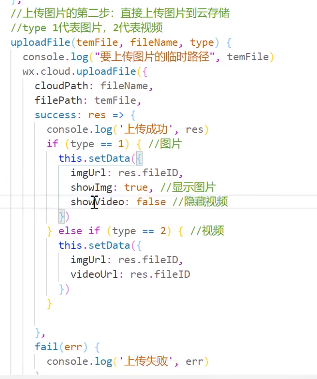 },
//上传图片的第二步：直接上传图片到云存储
//type 1代表图片，2代表视频
uploadFile(temFile, fileName, type) {
console.log("要上传图片的临时路径", temFile)
wx.cloud.uploadFile({
cloudPath: fileName,
filePath: temFile,
success: res => {
console.log('上传成功', res)
if (type == 1) { //图片
this.setData({
imgUrl: res.fileID,
showImg: true, //显示图片
showVideo: false //隐藏视频
})
} else if (type == 2) { //视频
this.setData({
imgUrl: res.fileID,
videoUrl: res.fileID
})
}
},
fail(err) {
console.log('上传失败', err)